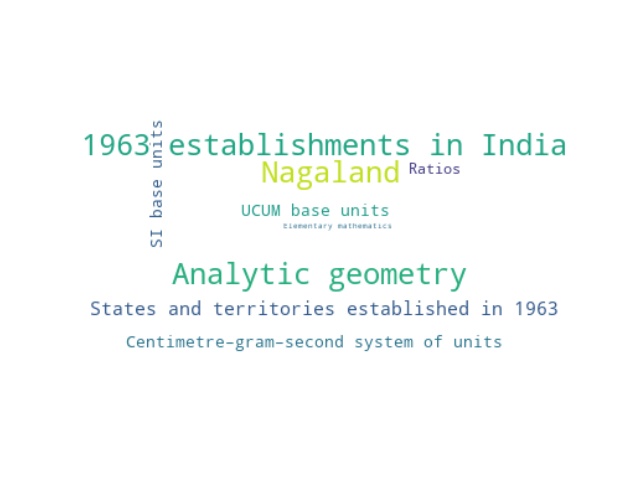 1963 establishments in India
SI base units
Nagaland
Ratios
UCUM base units
Elementary mathematics
Analytic geometry
States and territories established in 1963
Centimetre–gram–second system of units